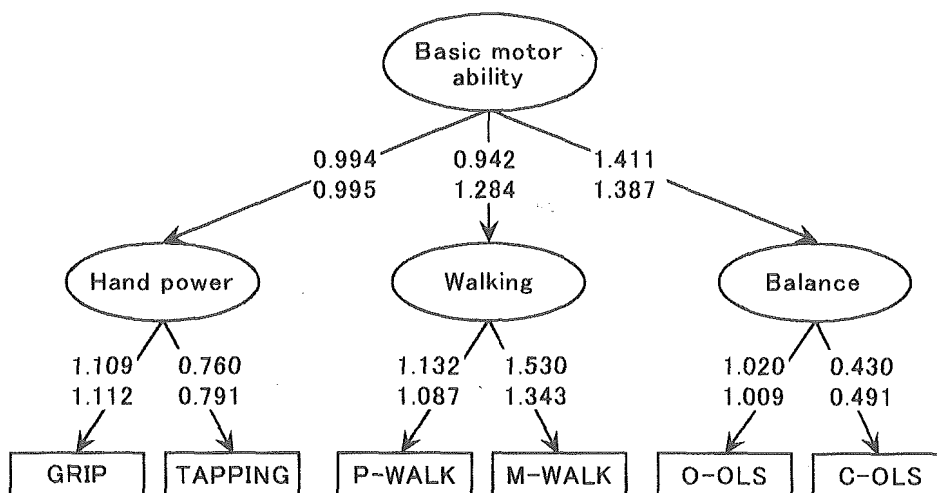 Basic motor
ability
0.994 0.942 1.411
0.995 1.284 1.387
Hand power Walking Balance
1.109 0.760 1.132 1.530 1.020 0.430
1.112 0.791 1.087 1.343 1.009 0.491
GRIP TAPPING P-WALK M-WALK O-OLS C-OLS